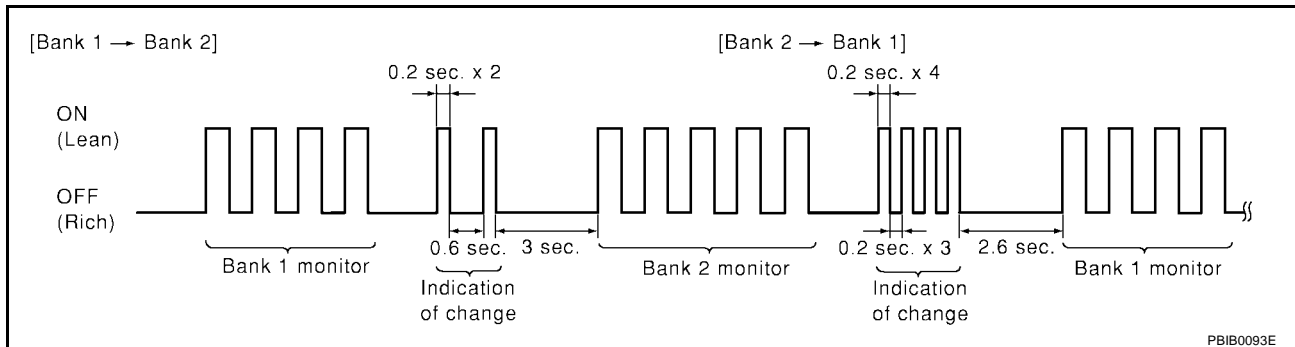 [Bank 1 → Bank 2]
[Bank 2 → Bank 1]
0.2 sec. x 2
0.2 sec. x 4
ON
(Lean)
OFF
(Rich)
0.6 sec.
3 sec.
0.2 sec. x 3
2.6 sec.
Bank 1 monitor
Indication
of change
Bank 2 monitor
Indication
of change
Bank 1 monitor
PBIB0093E